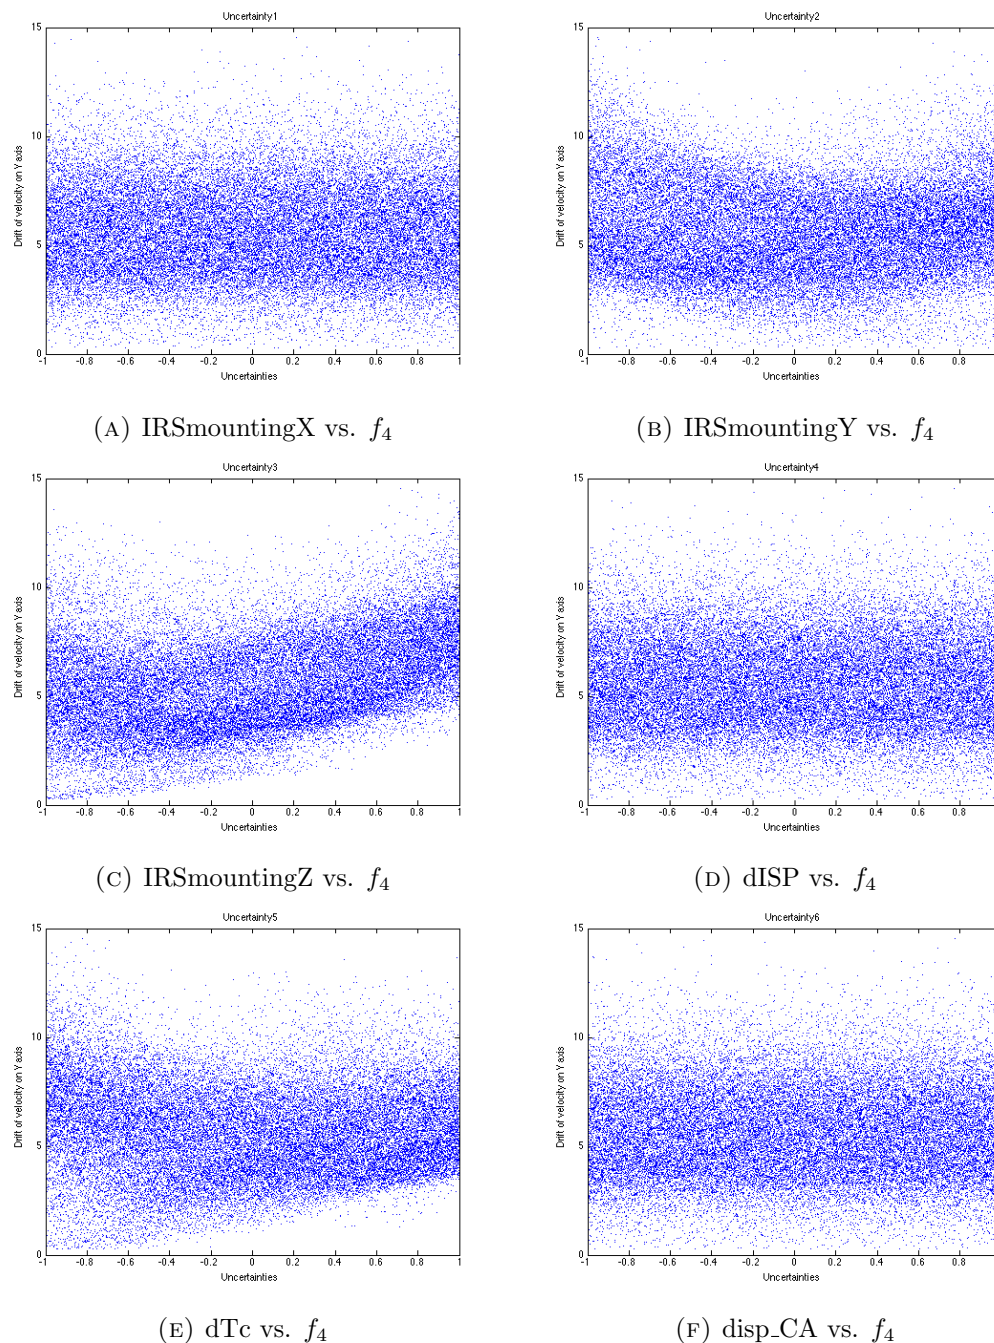 Uncertainty1
15
10
5
0
Drift of velocity on Y axis
-1 -0.8 -0.6 -0.4 -0.2 0 0.2 0.4 0.6 0.8 1
Uncertainties
(A) IRSmountingX vs. f4
Uncertainty2
15
10
5
0
Drift of velocity on Y axis
-1 -0.8 -0.6 -0.4 -0.2 0 0.2 0.4 0.6 0.8
Uncertainties
(B) IRSmountingY vs. f4
Uncertainty3
15
10
5
0
Drift of velocity on Y axis
-1 -0.8 -0.6 -0.4 -0.2 0 0.2 0.4 0.6 0.8 1
Uncertainties
(C) IRSmountingZ vs. f4
Uncertainty4
15
10
5
0
Drift of velocity on Y axis
-1 -0.8 -0.6 -0.4 -0.2 0 0.2 0.4 0.6 0.8
Uncertainties
(D) dISP vs. f4
Uncertainty5
15
10
5
0
Drift of velocity on Y axis
-1 -0.8 -0.6 -0.4 -0.2 0 0.2 0.4 0.6 0.8 1
Uncertainties
(E) dTc vs. f4
Uncertainty6
15
10
5
0
Drift of velocity on Y axis
-1 -0.8 -0.6 -0.4 -0.2 0 0.2 0.4 0.6 0.8
Uncertainties
(F) disp_CA vs. f4